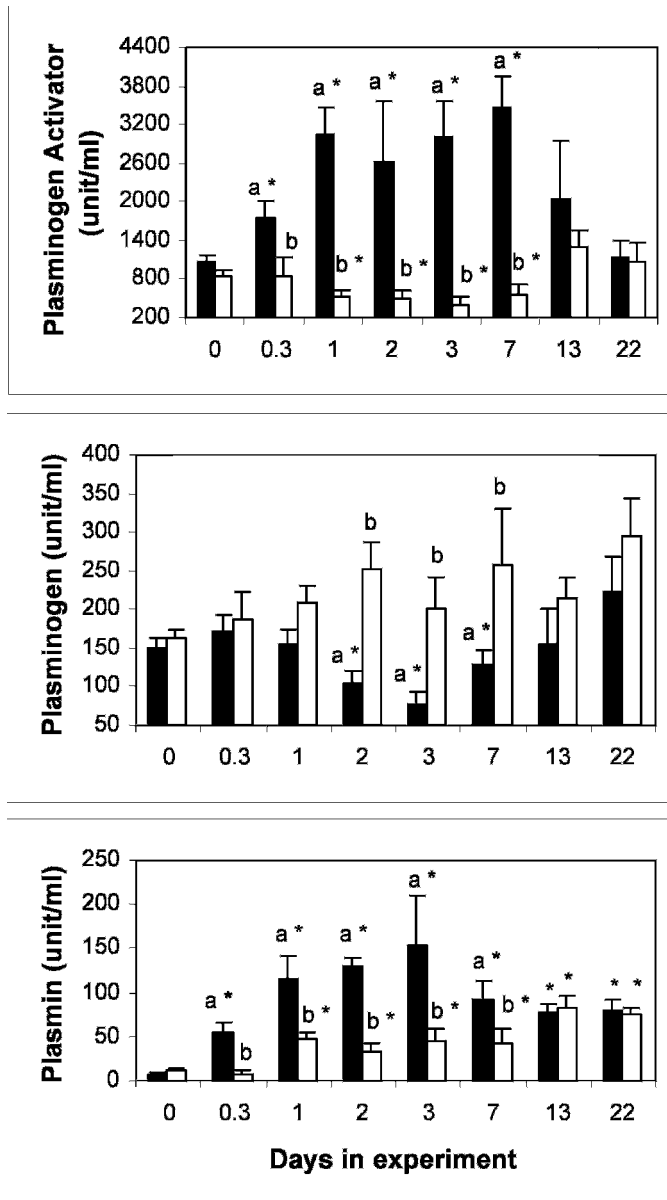 Plasminogen Activator
(unit/ml)
4400
3800
3200
2600
2000
1400
800
200
a *
b
a *
b *
a *
b *
a *
b *
a *
b *
0 0.3 1 2 3 7 13 22
Plasminogen (unit/ml)
400
350
300
250
200
150
100
50
a *
b
a *
b
a *
b
0 0.3 1 2 3 7 13 22
Plasmin (unit/ml)
250
200
150
100
50
0
a *
b
a *
b *
a *
b *
a *
b *
a *
b *
* *
* *
0 0.3 1 2 3 7 13 22
Days in experiment